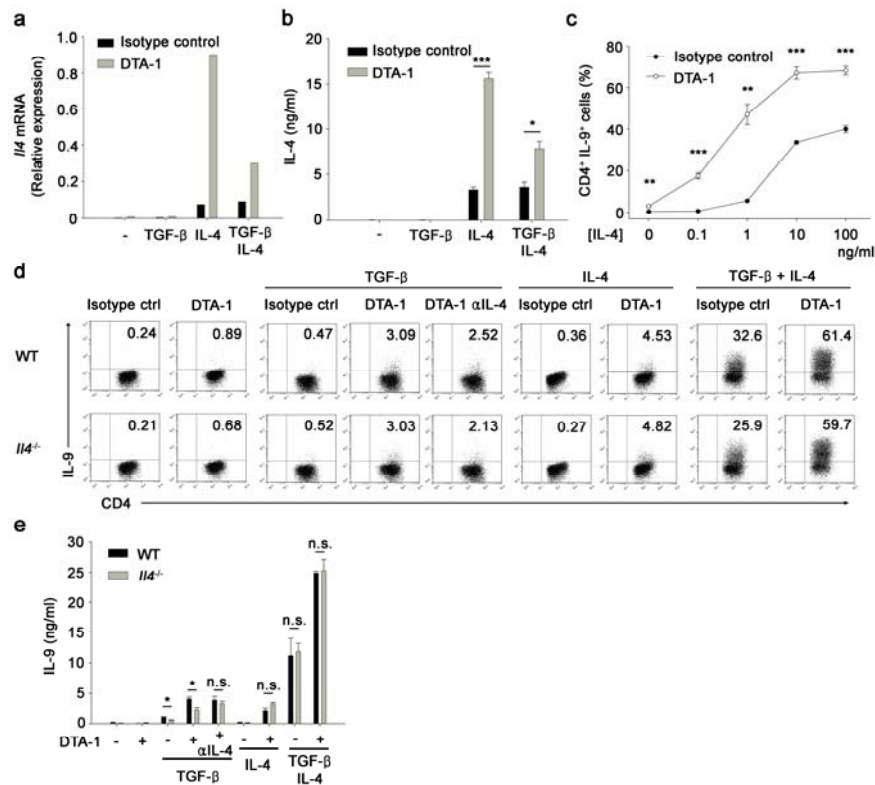 a
Isotype control
DTA-1
Il4 mRNA
(Relative expression)
1.0
0.8
0.6
0.4
0.2
0
- TGF-β IL-4 TGF-β
IL-4
b
Isotype control
DTA-1
IL-4 (ng/ml)
20
15
10
5
0
***
*
- TGF-β IL-4 TGF-β
IL-4
c
Isotype control
DTA-1
CD4+ IL-9+ cells (%)
80
60
40
20
0
** *** ** *** ***
[IL-4] 0 0.1 1 10 100
ng/ml
d
TGF-β IL-4 TGF-β + IL-4
Isotype ctrl DTA-1 Isotype ctrl DTA-1 DTA-1 αIL-4 Isotype ctrl DTA-1 Isotype ctrl DTA-1
WT 0.24 0.89 0.47 3.09 2.52 0.36 4.53 32.6 61.4
Il4-/- 0.21 0.68 0.52 3.03 2.13 0.27 4.82 25.9 59.7
IL-9
CD4
e
WT
Il4-/-
IL-9 (ng/ml)
30
25
20
15
10
5
0
* * n.s. n.s. n.s. n.s.
DTA-1 - + - + + - + - +
αIL-4
TGF-β IL-4 TGF-β
IL-4